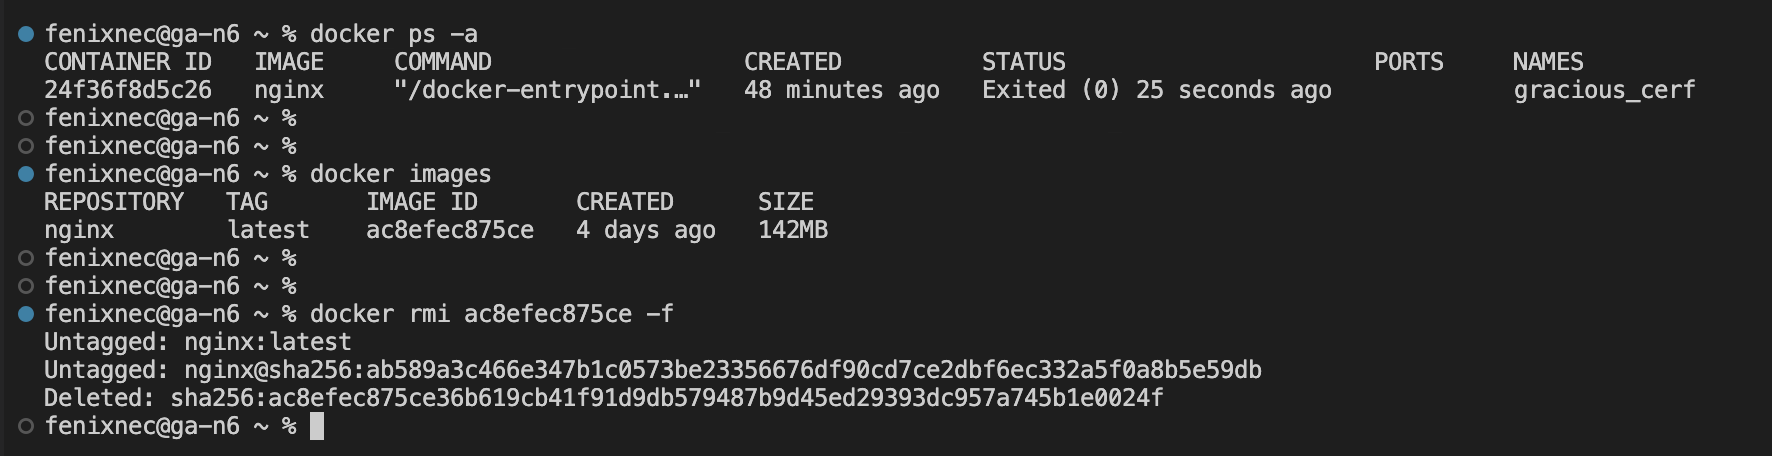 fenixnec@ga-n6 ~ % docker ps -a
CONTAINER ID   IMAGE     COMMAND                  CREATED          STATUS                      PORTS     NAMES
24f36f8d5c26   nginx     "/docker-entrypoint.…"   48 minutes ago   Exited (0) 25 seconds ago             gracious_cerf
fenixnec@ga-n6 ~ %
fenixnec@ga-n6 ~ %
fenixnec@ga-n6 ~ % docker images
REPOSITORY   TAG       IMAGE ID       CREATED      SIZE
nginx        latest    ac8efec875ce   4 days ago   142MB
fenixnec@ga-n6 ~ %
fenixnec@ga-n6 ~ %
fenixnec@ga-n6 ~ % docker rmi ac8efec875ce -f
Untagged: nginx:latest
Untagged: nginx@sha256:ab589a3c466e347b1c0573be23356676df90cd7ce2dbf6ec332a5f0a8b5e59db
Deleted: sha256:ac8efec875ce36b619cb41f91d9db579487b9d45ed29393dc957a745b1e0024f
fenixnec@ga-n6 ~ %